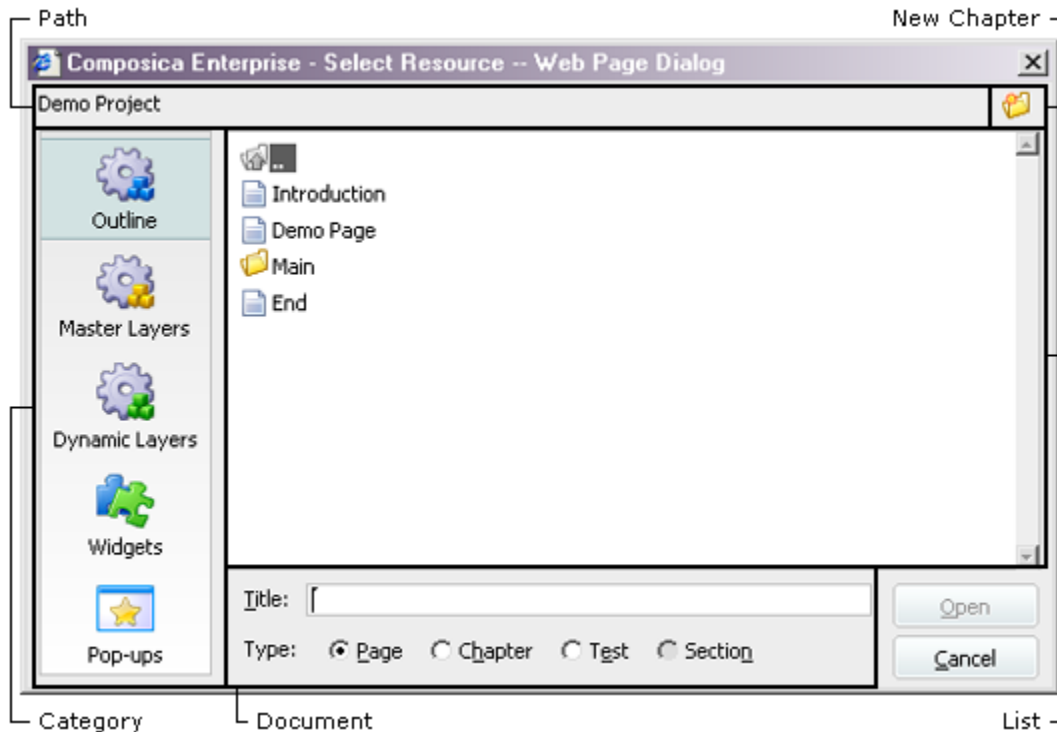 Path
New Chapter
Composica Enterprise - Select Resource -- Web Page Dialog
Demo Project
..
Introduction
Demo Page
Main
End
Outline
Master Layers
Dynamic Layers
Widgets
Pop-ups
Title:
Type: Page Chapter Test Section
Open
Cancel
Category
Document
List